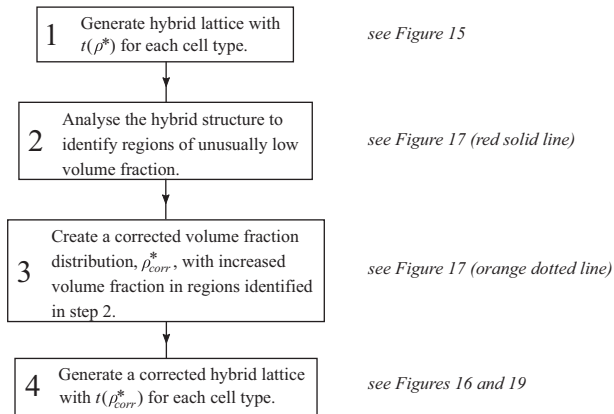 1 Generate hybrid lattice with
t(ρ*) for each cell type.
see Figure 15
2 Analyse the hybrid structure to
identify regions of unusually low
volume fraction.
see Figure 17 (red solid line)
3 Create a corrected volume fraction
distribution, ρ*corr, with increased
volume fraction in regions identified
in step 2.
see Figure 17 (orange dotted line)
4 Generate a corrected hybrid lattice
with t(ρ*corr) for each cell type.
see Figures 16 and 19